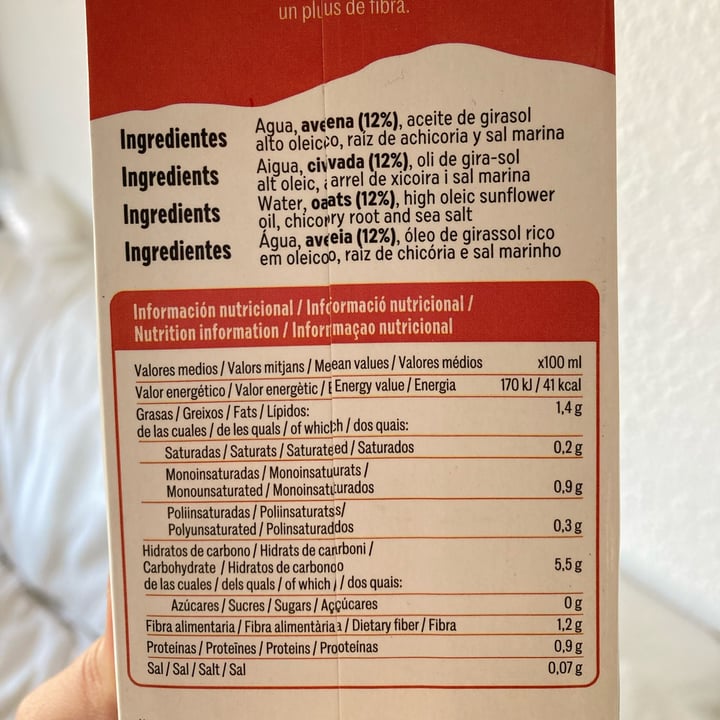 un plus de fibra.
Ingredientes Agua, avena (12%), aceite de girasol
alto oleico, raíz de achicoria y sal marina
Ingredients Aigua, civada (12%), oli de gira-sol
alt oleic, arrel de xicoira i sal marina
Ingredients Water, oats (12%), high oleic sunflower
oil, chicory root and sea salt
Ingredientes Água, aveia (12%), óleo de girassol rico
em oleico, raiz de chicória e sal marinho
Información nutricional / Informació nutricional /
Nutrition information / Informaçao nutricional
Valores medios / Valors mitjans / Mean values / Valores médios x100 ml
Valor energético / Valor energètic / Energy value / Energia 170 kJ / 41 kcal
Grasas / Greixos / Fats / Lípidos: 1,4 g
de las cuales / de les quals / of which / dos quais:
Saturadas / Saturats / Saturated / Saturados 0,2 g
Monoinsaturadas / Monoinsaturats /
Monounsaturated / Monoinsaturados 0,9 g
Poliinsaturadas / Poliinsaturats /
Polyunsaturated / Polinsaturados 0,3 g
Hidratos de carbono / Hidrats de carboni /
Carbohydrate / Hidratos de carbono 5,5 g
de las cuales / dels quals / of which / dos quais:
Azúcares / Sucres / Sugars / Açúcares 0 g
Fibra alimentaria / Fibra alimentària / Dietary fiber / Fibra 1,2 g
Proteínas / Proteïnes / Proteins / Proteínas 0,9 g
Sal / Sal / Salt / Sal 0,07 g